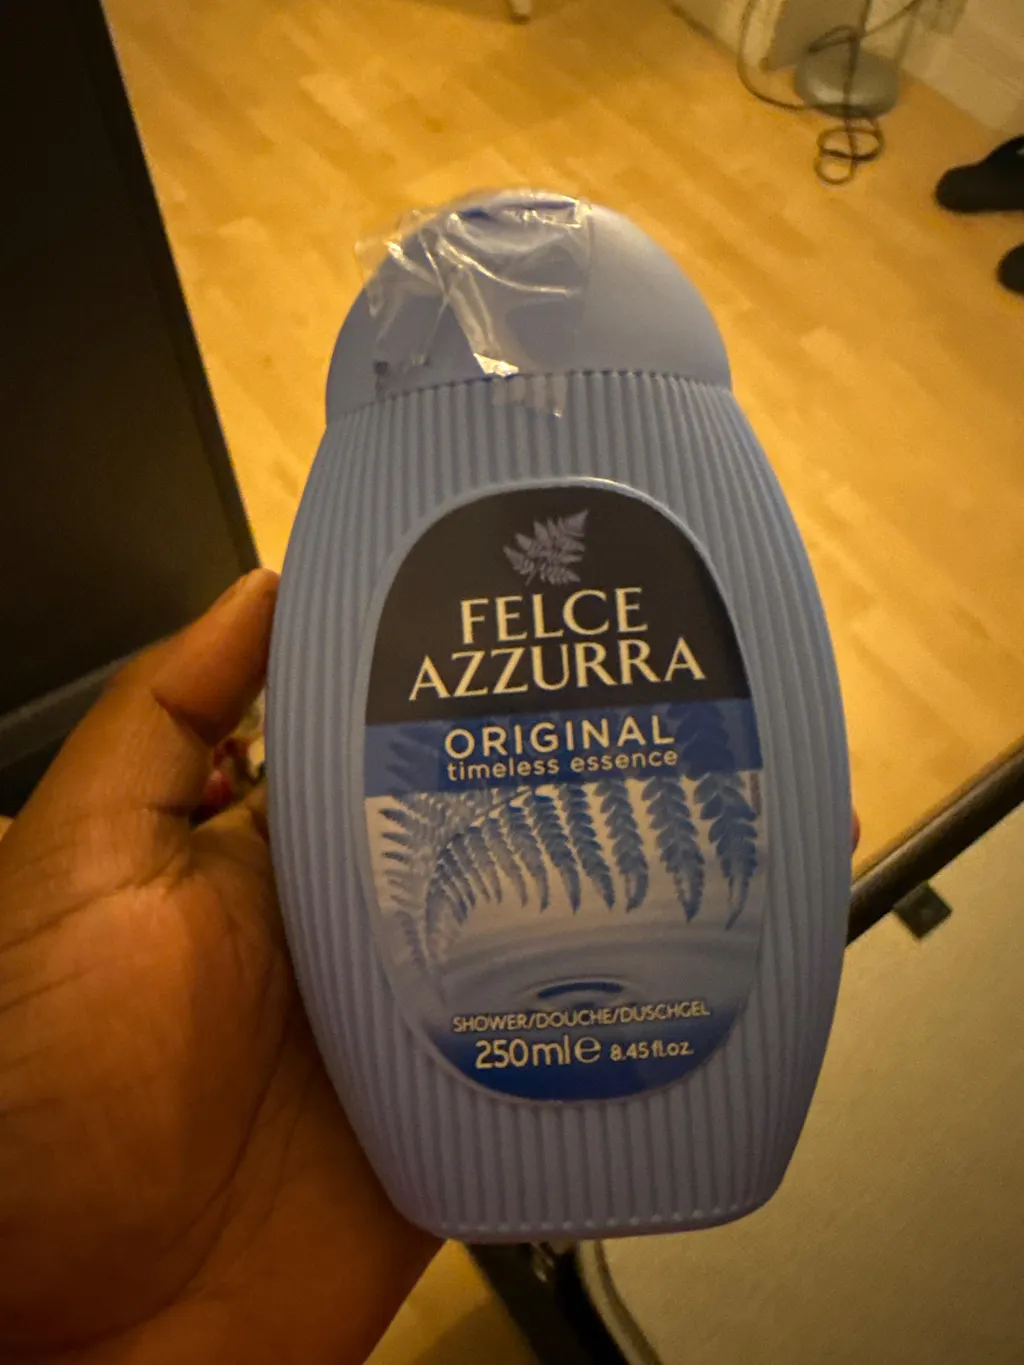 FELCE
AZZURRA
ORIGINAL
timeless essence
SHOWER/DOUCHE/DUSCHGEL
250ml℮ 8.45 fl.oz.